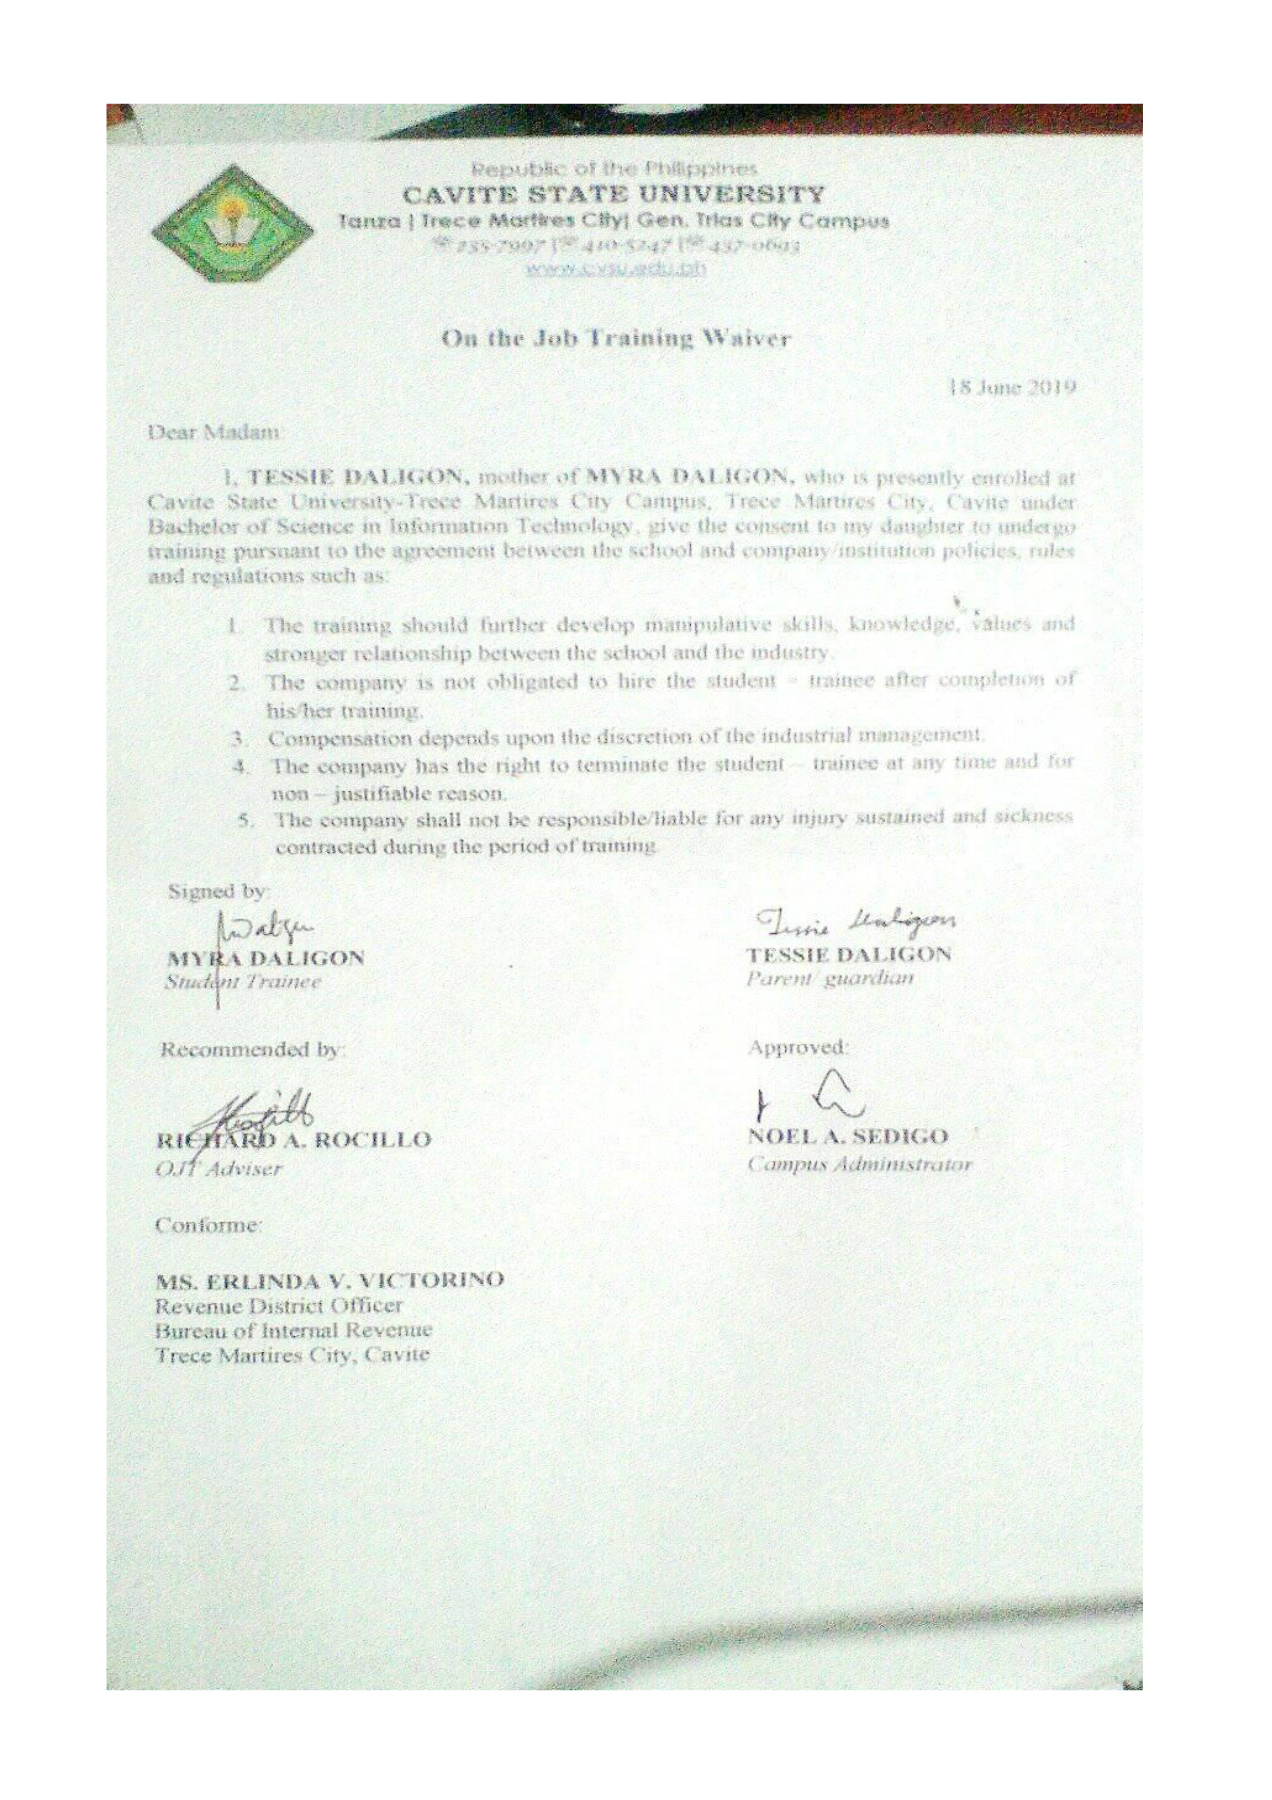 Republic of the Philippines
CAVITE STATE UNIVERSITY
Tanza | Trece Martires City| Gen. Trias City Campus
www.cvsu.edu.ph
On the Job Training Waiver
18 June 2019
Dear Madam:
I, TESSIE DALIGON, mother of MYRA DALIGON, who is presently enrolled at
Cavite State University-Trece Martires City Campus, Trece Martires City, Cavite under
Bachelor of Science in Information Technology, give the consent to my daughter to undergo
training pursuant to the agreement between the school and company/institution policies, rules
and regulations such as:
1. The training should further develop manipulative skills, knowledge, values and
stronger relationship between the school and the industry.
2. The company is not obligated to hire the student – trainee after completion of
his/her training.
3. Compensation depends upon the discretion of the industrial management.
4. The company has the right to terminate the student – trainee at any time and for
non – justifiable reason.
5. The company shall not be responsible/liable for any injury sustained and sickness
contracted during the period of training.
Signed by:
Tessie Daligon
MYRA DALIGON
TESSIE DALIGON
Student Trainee
Parent/ guardian
Recommended by:
Approved:
RICHARD A. ROCILLO
NOEL A. SEDIGO
OJT Adviser
Campus Administrator
Conforme:
MS. ERLINDA V. VICTORINO
Revenue District Officer
Bureau of Internal Revenue
Trece Martires City, Cavite